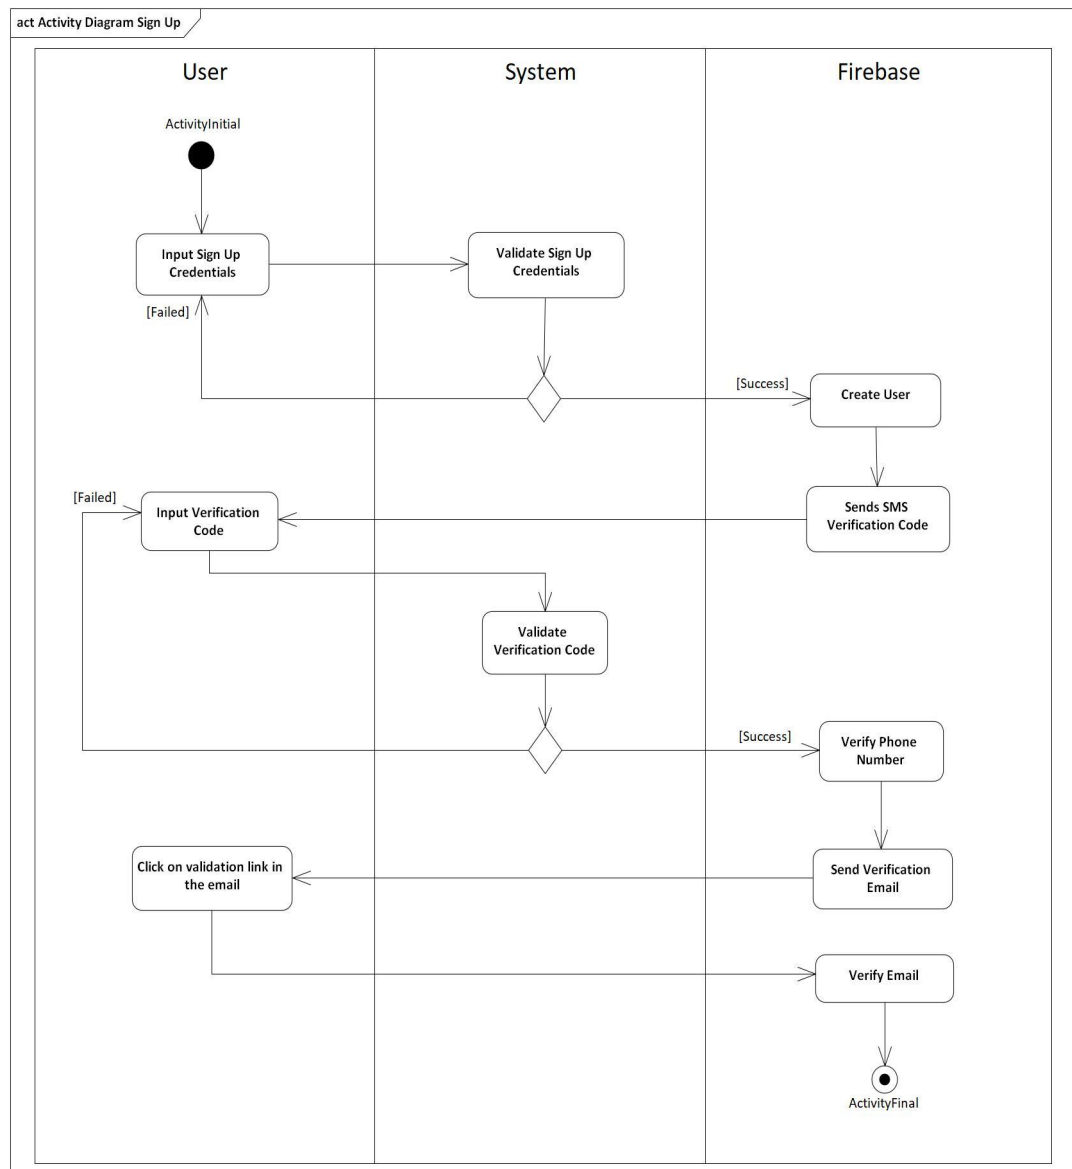 act Activity Diagram Sign Up
User
System
Firebase
ActivityInitial
Input Sign Up
Credentials
Validate Sign Up
Credentials
[Failed]
[Success]
Create User
[Failed]
Input Verification
Code
Sends SMS
Verification Code
Validate
Verification Code
[Success]
Verify Phone
Number
Click on validation link in
the email
Send Verification
Email
Verify Email
ActivityFinal